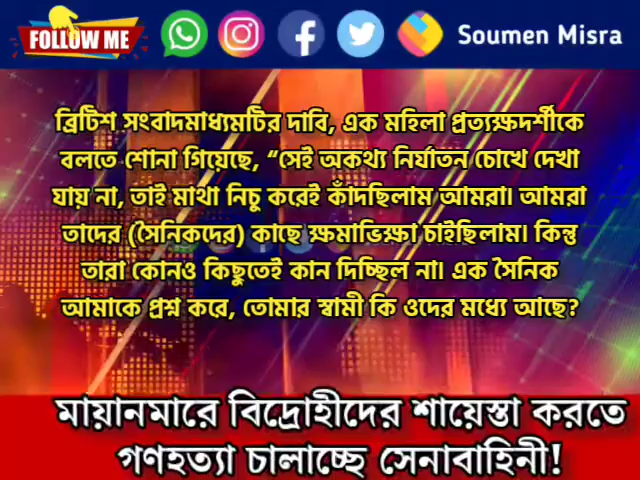 FOLLOW ME
Soumen Misra
ব্রিটিশ সংবাদমাধ্যমটির দাবি, এক মহিলা প্রত্যক্ষদর্শীকে
বলতে শোনা গিয়েছে, “সেই অকথ্য নির্যাতন চোখে দেখা
যায় না, তাই মাথা নিচু করেই কাঁদছিলাম আমরা। আমরা
তাদের (সৈনিকদের) কাছে ক্ষমাভিক্ষা চাইছিলাম। কিন্তু
তারা কোনও কিছুতেই কান দিচ্ছিল না। এক সৈনিক
আমাকে প্রশ্ন করে, তোমার স্বামী কি ওদের মধ্যে আছে?
মায়ানমারে বিদ্রোহীদের শায়েস্তা করতে
গণহত্যা চালাচ্ছে সেনাবাহিনী!